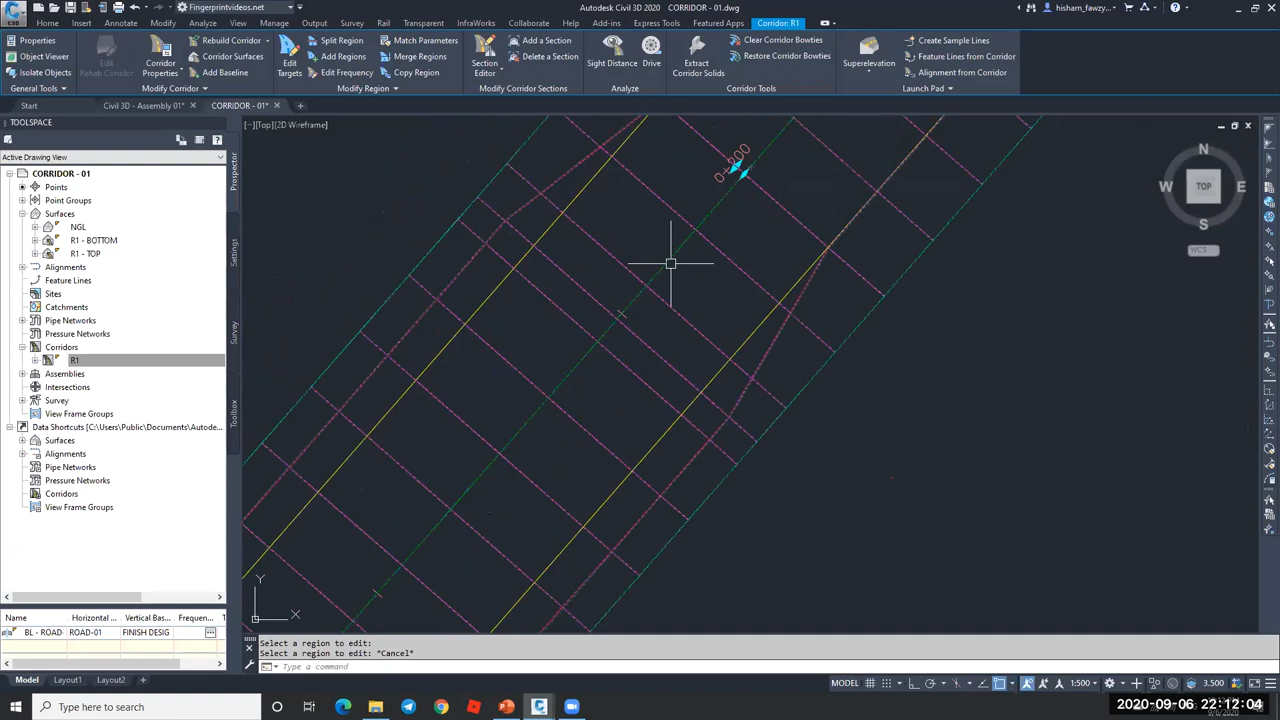 Fingerprintvideos.net
Autodesk Civil 3D 2020 CORRIDOR - 01.dwg
Type a keyword or phrase
hisham_fawzy...
C3D
Home Insert Annotate Modify Analyze View Manage Output Survey Rail Transparent InfraWorks Collaborate Help Add-ins Express Tools Featured Apps Corridor: R1
Properties
Object Viewer
Isolate Objects
General Tools
Edit
Rehab Corridor
Corridor
Properties
Rebuild Corridor
Corridor Surfaces
Add Baseline
Modify Corridor
Edit
Targets
Split Region
Add Regions
Edit Frequency
Match Parameters
Merge Regions
Copy Region
Modify Region
Section
Editor
Add a Section
Delete a Section
Modify Corridor Sections
Sight Distance
Drive
Analyze
Extract
Corridor Solids
Clear Corridor Bowties
Restore Corridor Bowties
Corridor Tools
Superelevation
Create Sample Lines
Feature Lines from Corridor
Alignment from Corridor
Launch Pad
Start Civil 3D - Assembly 01* CORRIDOR - 01*
TOOLSPACE
Active Drawing View
CORRIDOR - 01
Points
Point Groups
Surfaces
NGL
R1 - BOTTOM
R1 - TOP
Alignments
Feature Lines
Sites
Catchments
Pipe Networks
Pressure Networks
Corridors
R1
Assemblies
Intersections
Survey
View Frame Groups
Data Shortcuts [C:\Users\Public\Documents\Autode...
Surfaces
Alignments
Pipe Networks
Pressure Networks
Corridors
View Frame Groups
Prospector
Settings
Survey
Toolbox
Name Horizontal ... Vertical Bas... Frequen... T
BL - ROAD- ROAD-01 FINISH DESIG
[−][Top][2D Wireframe]
0+200
N
W TOP E
S
WCS
Y
X
Select a region to edit:
Select a region to edit: *Cancel*
Type a command
Model Layout1 Layout2
MODEL 1:500 3.500
Type here to search
2020-09-06 22:12:04
9/6/2020